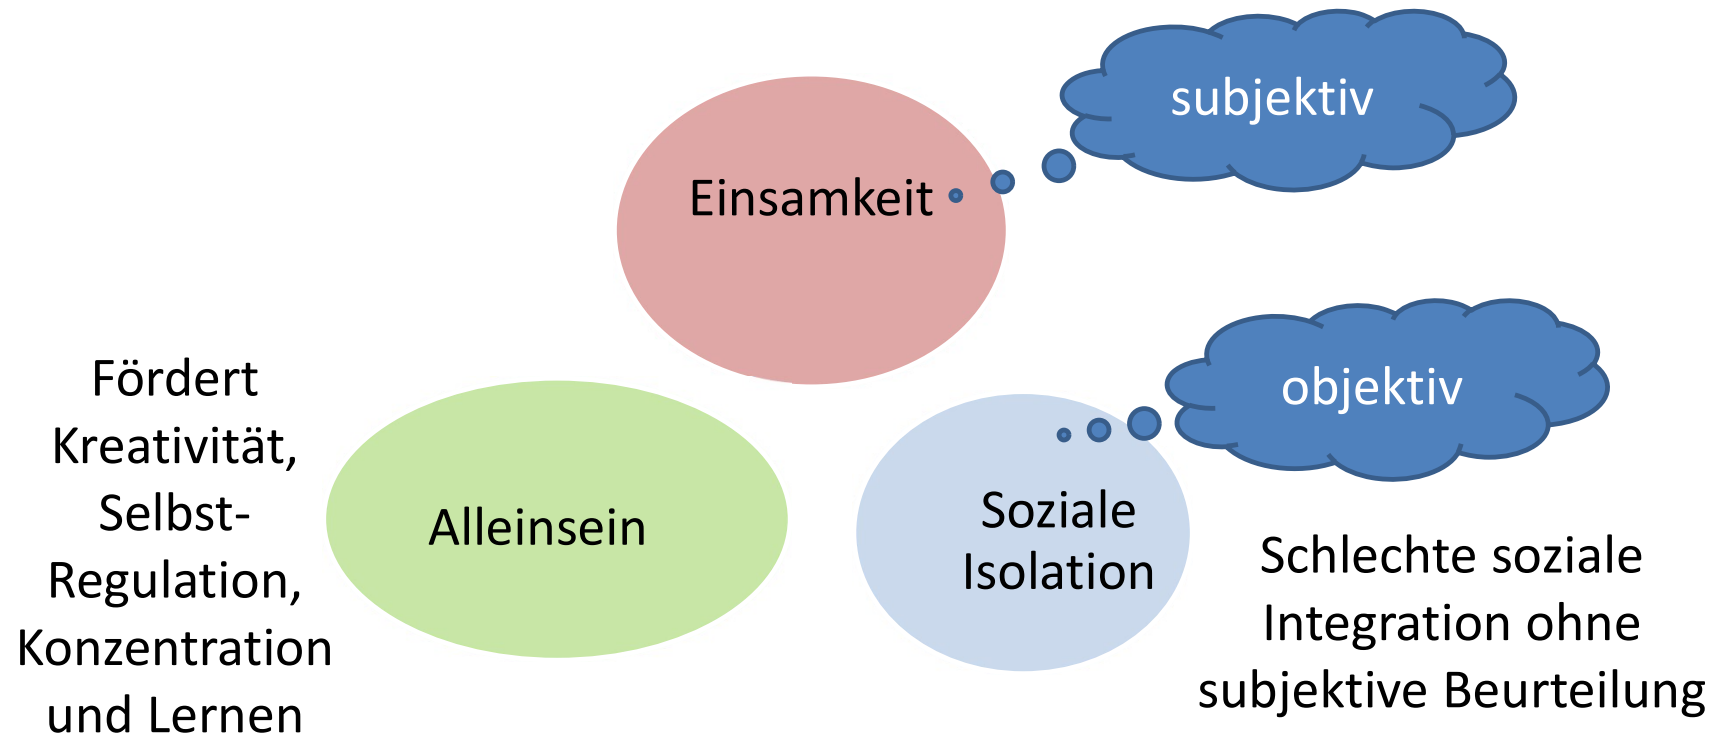 subjektiv
Einsamkeit
objektiv
Fördert
Kreativität,
Selbst-
Regulation,
Konzentration
und Lernen
Alleinsein
Soziale
Isolation
Schlechte soziale
Integration ohne
subjektive Beurteilung